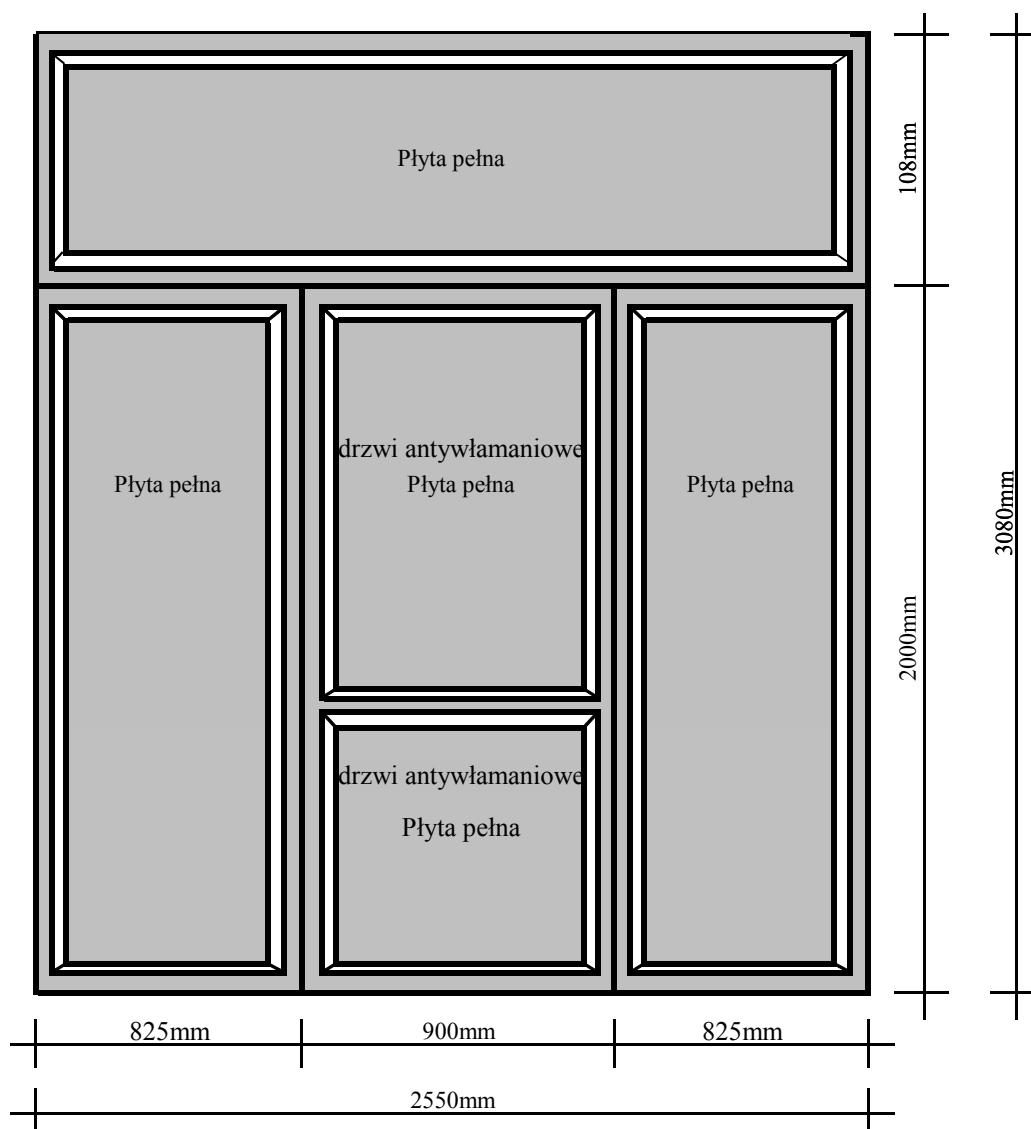 Płyta pełna
108mm
drzwi antywłamaniowe
Płyta pełna
Płyta pełna
Płyta pełna
3080mm
2000mm
drzwi antywłamaniowe
Płyta pełna
825mm
900mm
825mm
2550mm